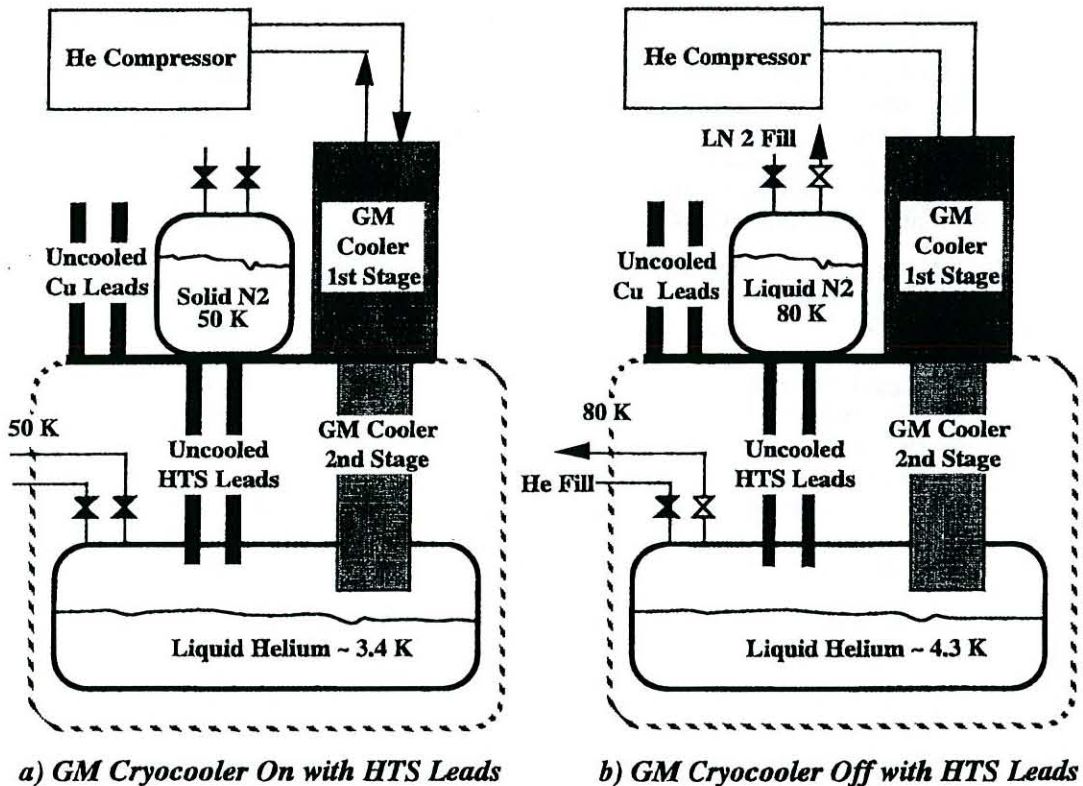 He Compressor
GM
Cooler
1st Stage
Uncooled
Cu Leads
Solid N2
50 K
50 K
Uncooled
HTS Leads
GM Cooler
2nd Stage
Liquid Helium ~ 3.4 K
a) GM Cryocooler On with HTS Leads
He Compressor
LN 2 Fill
GM
Cooler
1st Stage
Uncooled
Cu Leads
Liquid N2
80 K
80 K
He Fill
Uncooled
HTS Leads
GM Cooler
2nd Stage
Liquid Helium ~ 4.3 K
b) GM Cryocooler Off with HTS Leads